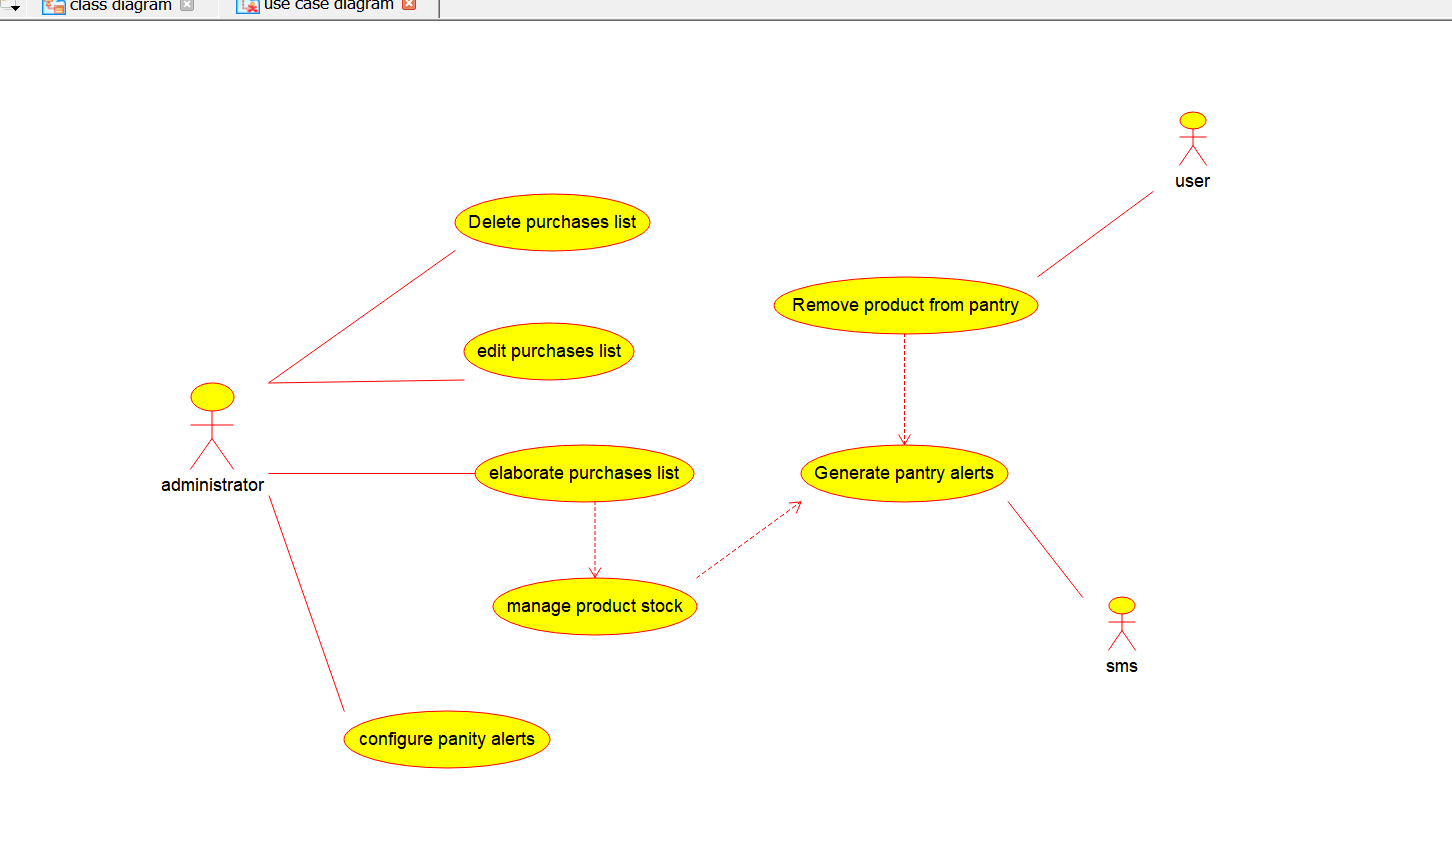 class diagram
use case diagram
user
Delete purchases list
Remove product from pantry
edit purchases list
elaborate purchases list
Generate pantry alerts
administrator
manage product stock
sms
configure panity alerts